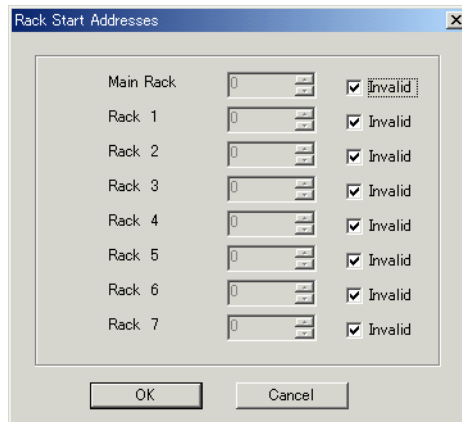 Rack Start Addresses
Main Rack 0 Invalid
Rack 1 0 Invalid
Rack 2 0 Invalid
Rack 3 0 Invalid
Rack 4 0 Invalid
Rack 5 0 Invalid
Rack 6 0 Invalid
Rack 7 0 Invalid
OK Cancel